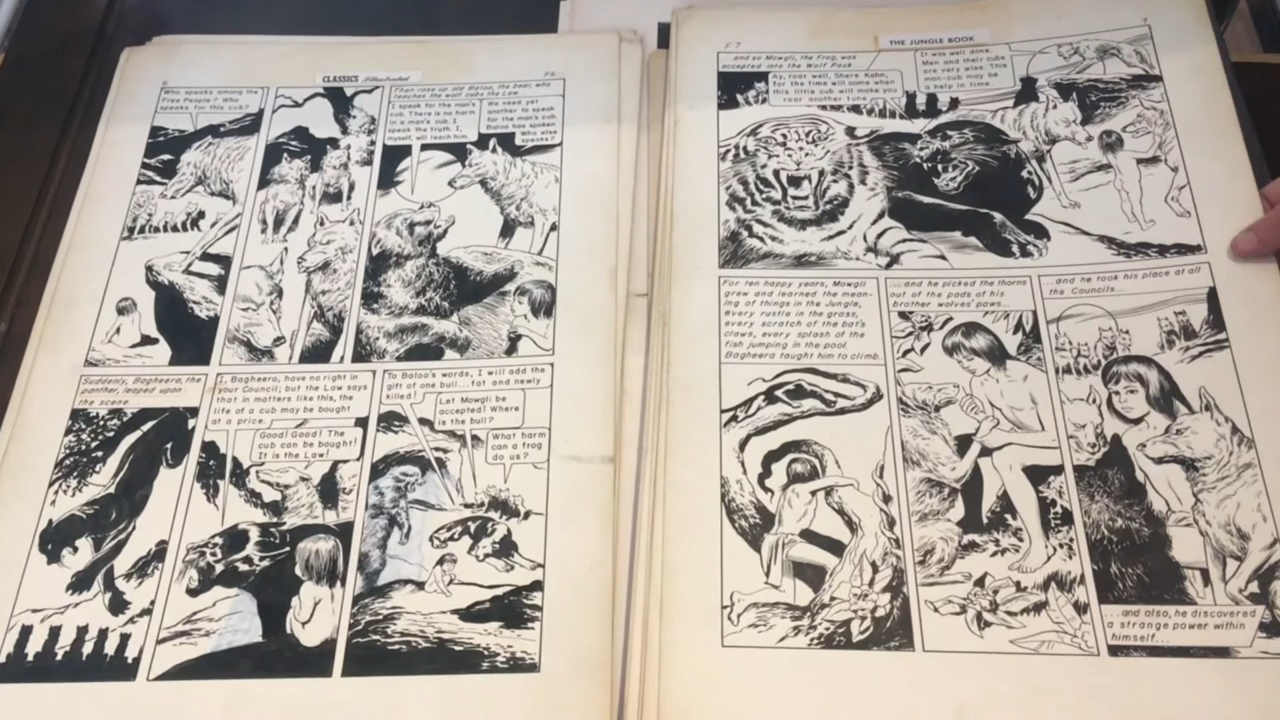 6
CLASSICS Illustrated
F6
Who speaks among the
Free People? Who
speaks for this cub?
Then rose up old Baloo, the bear, who
teaches the wolf cubs the Law
I speak for the man's
cub. There is no harm
in a man's cub. I
speak the truth. I,
myself, will teach him.
We need yet
another to speak
for the man's cub.
Baloo has spoken.
Who else
speaks?
Suddenly, Bagheera, the
panther, leaped upon
the scene...
I, Bagheera, have no right in
your Council; but the Law says
that in matters like this, the
life of a cub may be bought
at a price.
Good! Good! The
cub can be bought!
It is the Law!
To Baloo's words, I will add the
gift of one bull...fat and newly
killed!
Let Mowgli be
accepted! Where
is the bull?
What harm
can a frog
do us?
F.7
THE JUNGLE BOOK
7
...and so Mowgli, the Frog, was
accepted into the Wolf Pack.
Ay, roar well, Shere Kahn,
for the time will come when
this little cub will make you
roar another tune.
It was well done.
Men and their cubs
are very wise. This
man-cub may be
a help in time.
For ten happy years, Mowgli
grew and learned the mean-
ing of things in the Jungle,
every rustle in the grass,
every scratch of the bat's
claws, every splash of the
fish jumping in the pool.
Bagheera taught him to climb...
...and he picked the thorns
out of the pads of his
brother wolves' paws...
...and he took his place at all
the Councils...
...and also, he discovered
a strange power within
himself...